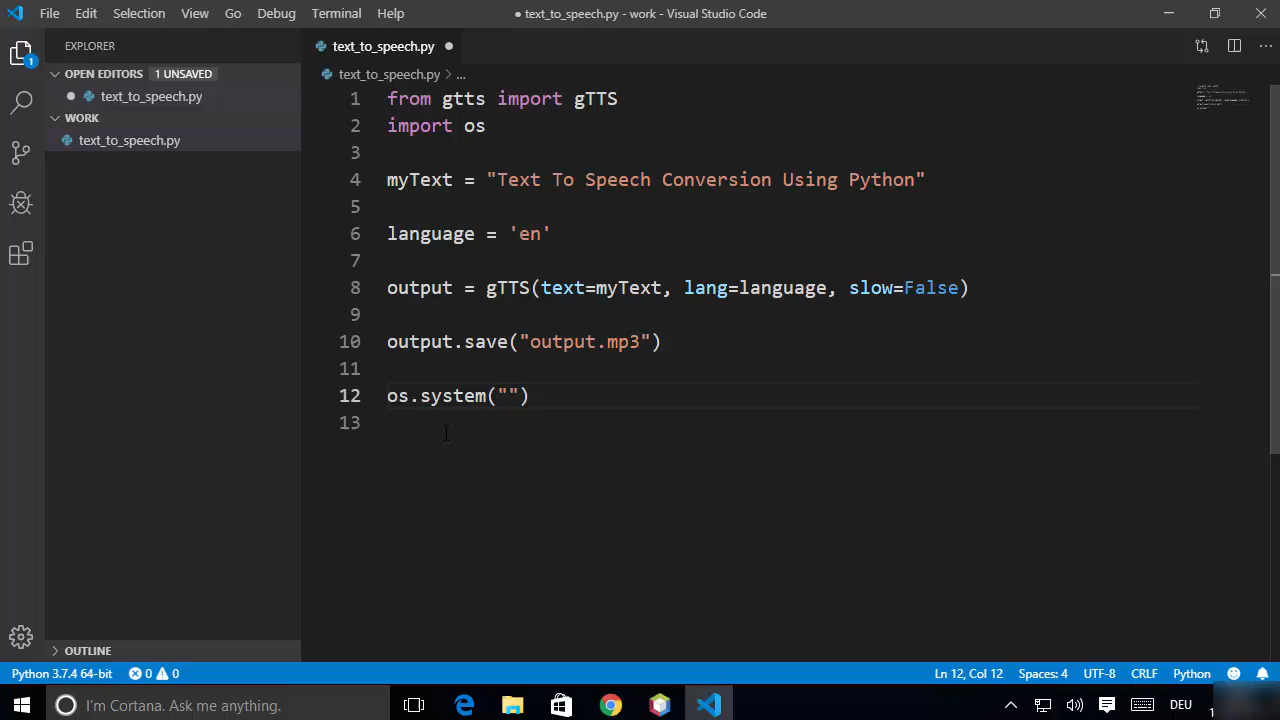 File Edit Selection View Go Debug Terminal Help
● text_to_speech.py - work - Visual Studio Code
EXPLORER
text_to_speech.py ●
OPEN EDITORS 1 UNSAVED
● text_to_speech.py
WORK
text_to_speech.py
1
text_to_speech.py > ...
1 from gtts import gTTS
2 import os
3
4 myText = "Text To Speech Conversion Using Python"
5
6 language = 'en'
7
8 output = gTTS(text=myText, lang=language, slow=False)
9
10 output.save("output.mp3")
11
12 os.system("")
13
OUTLINE
Python 3.7.4 64-bit 0 0 Ln 12, Col 12 Spaces: 4 UTF-8 CRLF Python
I'm Cortana. Ask me anything. DEU